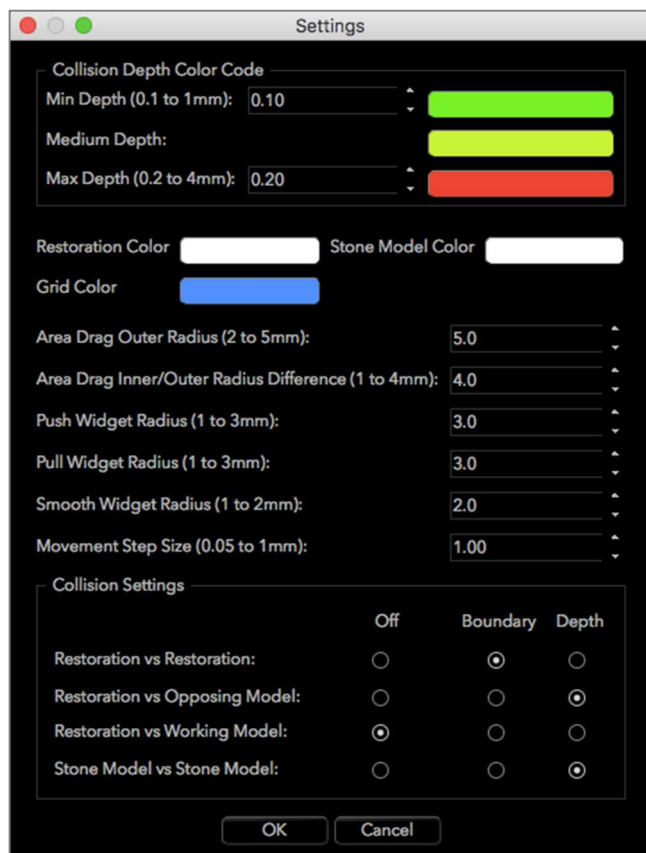 Settings
Collision Depth Color Code
Min Depth (0.1 to 1mm): 0.10
Medium Depth:
Max Depth (0.2 to 4mm): 0.20
Restoration Color Stone Model Color
Grid Color
Area Drag Outer Radius (2 to 5mm): 5.0
Area Drag Inner/Outer Radius Difference (1 to 4mm): 4.0
Push Widget Radius (1 to 3mm): 3.0
Pull Widget Radius (1 to 3mm): 3.0
Smooth Widget Radius (1 to 2mm): 2.0
Movement Step Size (0.05 to 1mm): 1.00
Collision Settings
Off Boundary Depth
Restoration vs Restoration:
Restoration vs Opposing Model:
Restoration vs Working Model:
Stone Model vs Stone Model:
OK Cancel